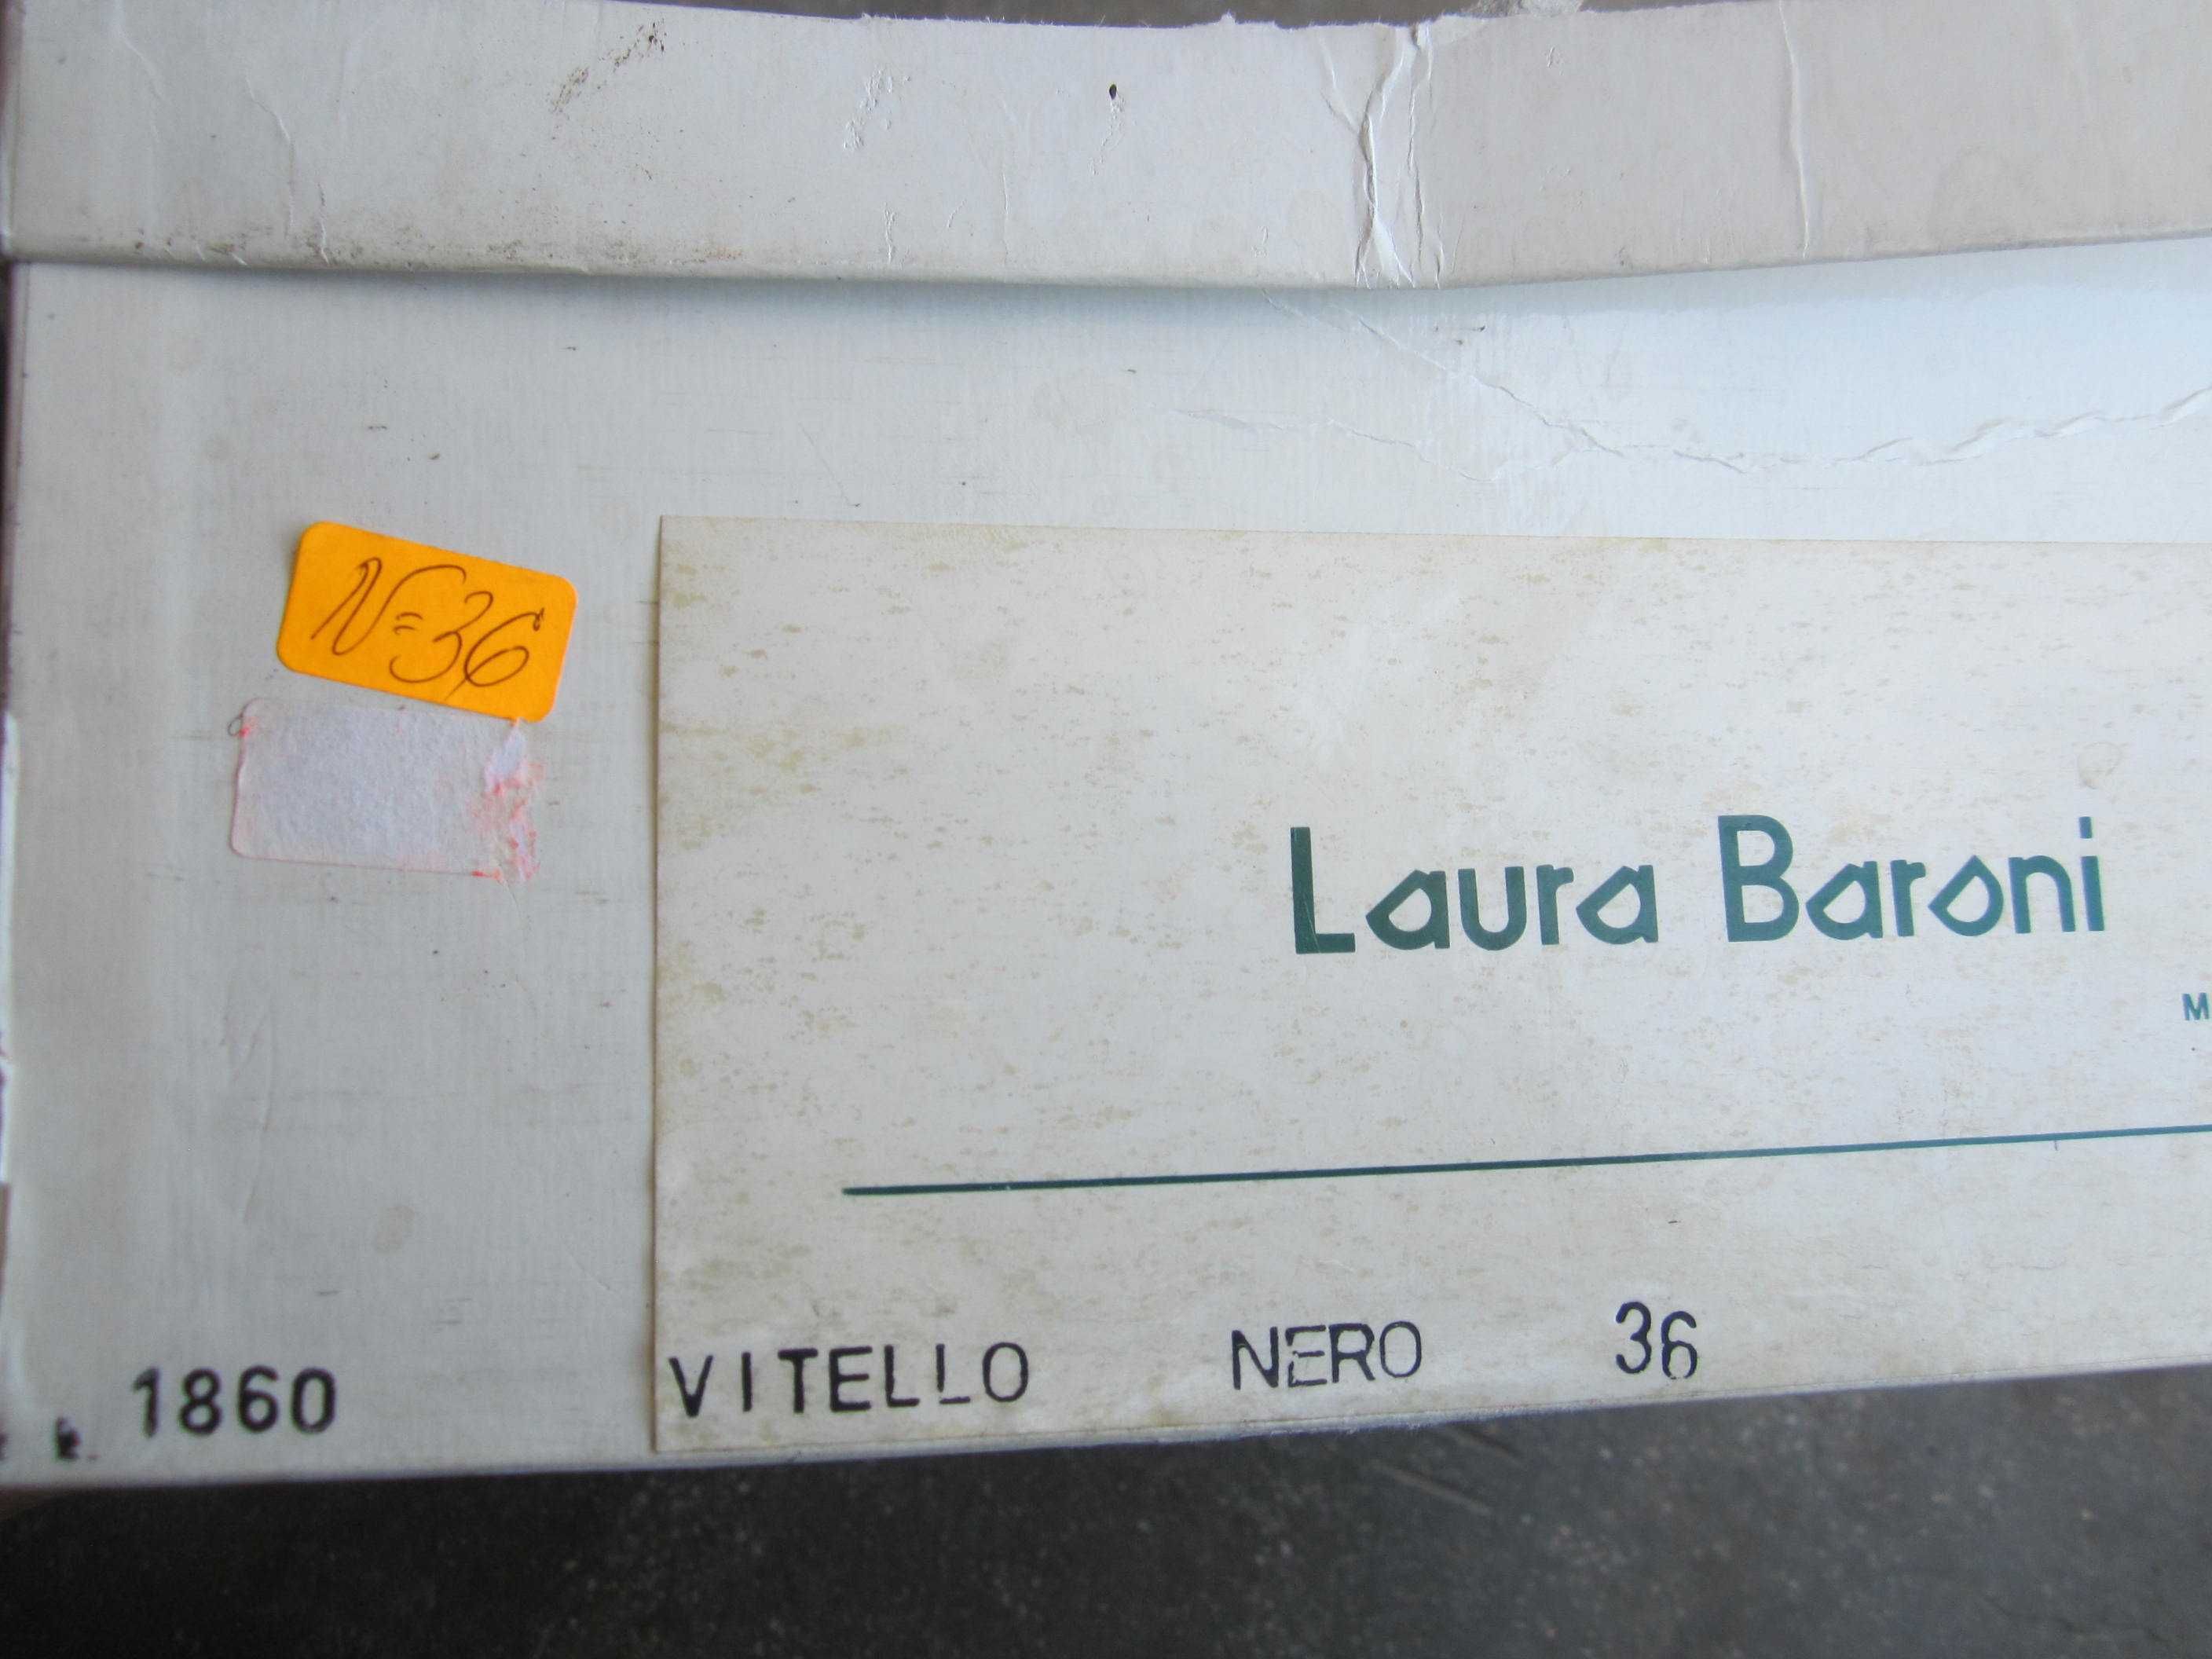 N=36
Laura Baroni
M
1860 VITELLO NERO 36